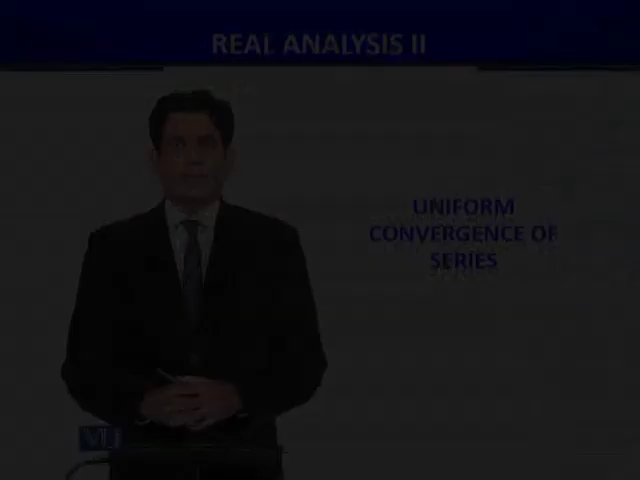 REAL ANALYSIS II
UNIFORM
CONVERGENCE OF
SERIES